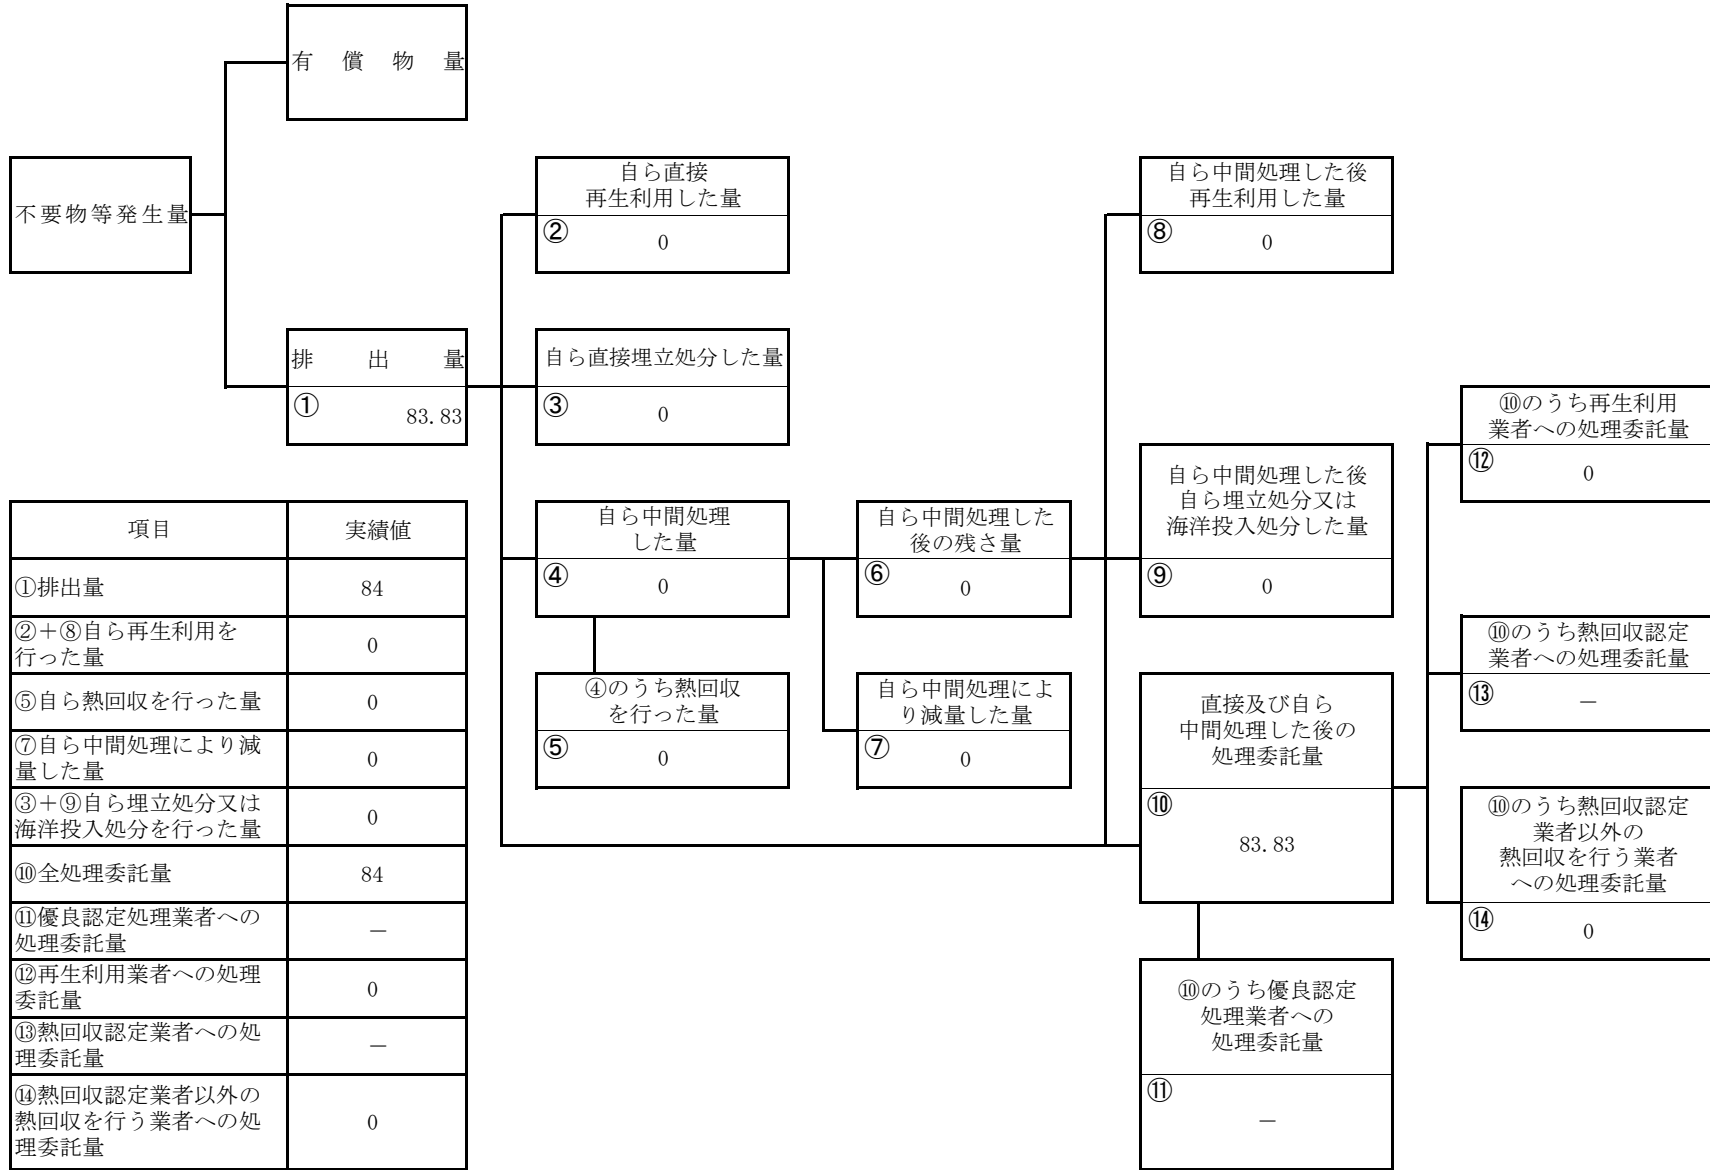 有償物量
不要物等発生量
排出量
①
83.83
自ら直接
再生利用した量
②
0
自ら直接埋立処分した量
③
0
自ら中間処理
した量
④
0
④のうち熱回収
を行った量
⑤
0
自ら中間処理した
後の残さ量
⑥
0
自ら中間処理によ
り減量した量
⑦
0
自ら中間処理した後
再生利用した量
⑧
0
自ら中間処理した後
自ら埋立処分又は
海洋投入処分した量
⑨
0
直接及び自ら
中間処理した後の
処理委託量
⑩
83.83
⑩のうち優良認定
処理業者への
処理委託量
⑪
－
⑩のうち再生利用
業者への処理委託量
⑫
0
⑩のうち熱回収認定
業者への処理委託量
⑬
－
⑩のうち熱回収認定
業者以外の
熱回収を行う業者
への処理委託量
⑭
0
項目 実績値
①排出量 84
②＋⑧自ら再生利用を
行った量
0
⑤自ら熱回収を行った量 0
⑦自ら中間処理により減
量した量
0
③＋⑨自ら埋立処分又は
海洋投入処分を行った量
0
⑩全処理委託量 84
⑪優良認定処理業者への
処理委託量
－
⑫再生利用業者への処理
委託量
0
⑬熱回収認定業者への処
理委託量
－
⑭熱回収認定業者以外の
熱回収を行う業者への処
理委託量
0